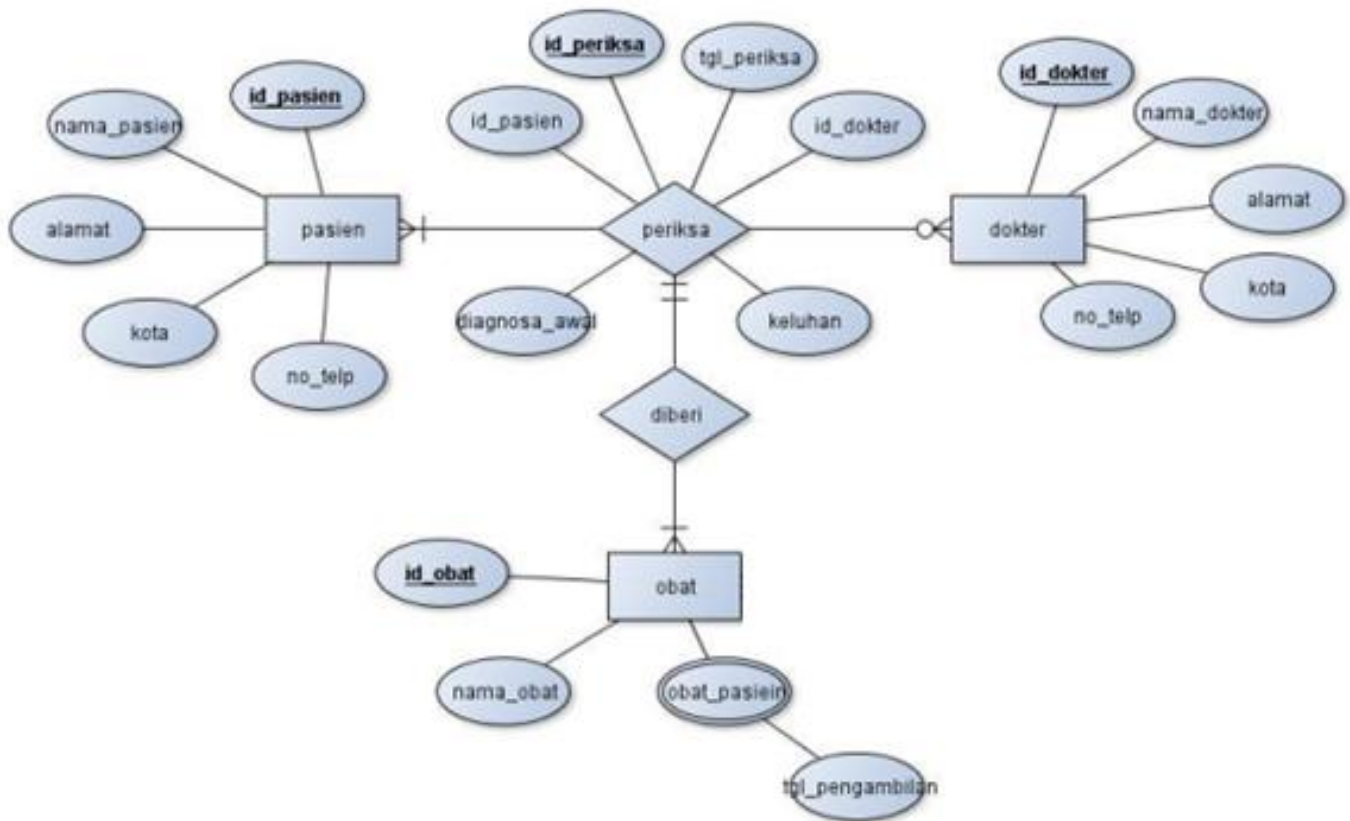 id_periksa
tgl_periksa
id_dokter
id_pasien
nama_pasien
id_pasien
id_dokter
nama_dokter
alamat
pasien
periksa
dokter
alamat
kota
diagnosa_awal
keluhan
no_telp
kota
no_telp
diberi
id_obat
obat
nama_obat
obat_pasiein
tgl_pengambilan